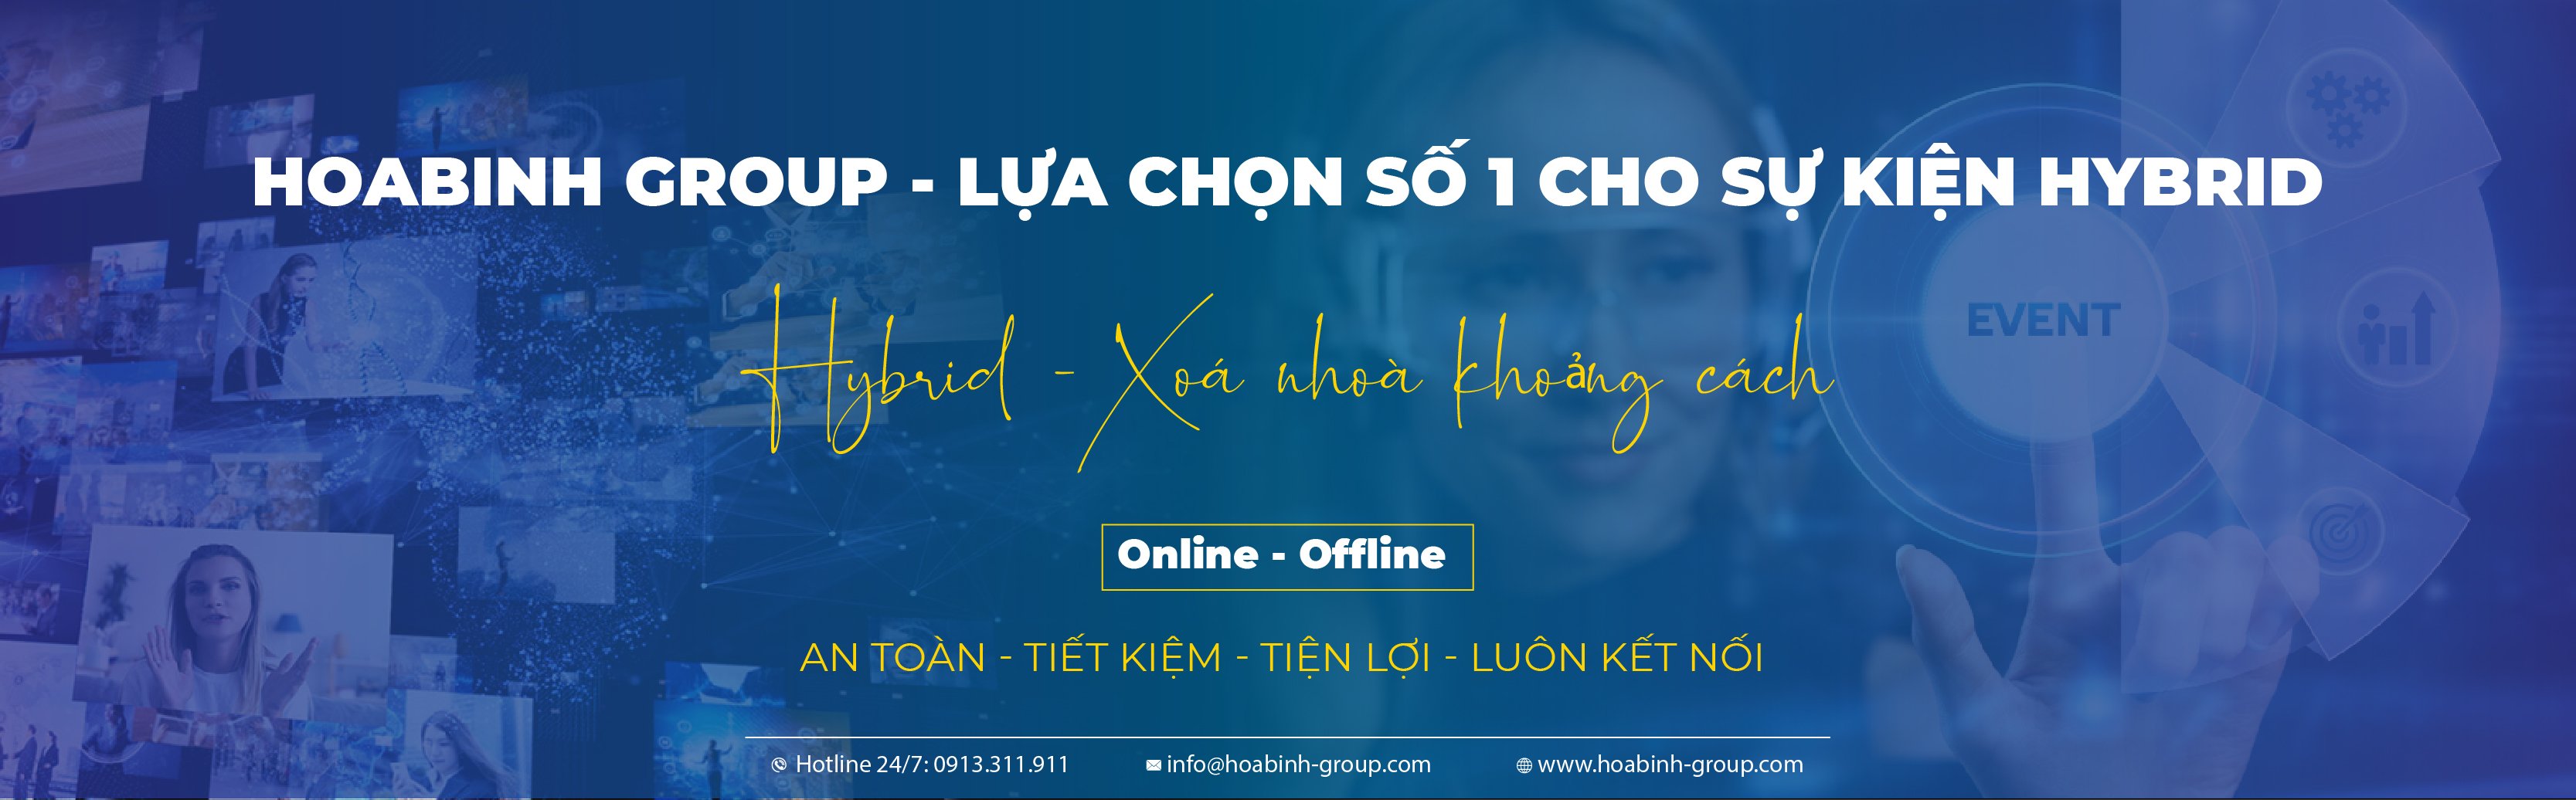 HOABINH GROUP - LỰA CHỌN SỐ 1 CHO SỰ KIỆN HYBRID
Hybrid - Xoá nhoà khoảng cách
EVENT
Online - Offline
AN TOÀN - TIẾT KIỆM - TIỆN LỢI - LUÔN KẾT NỐI
Hotline 24/7: 0913.311.911
info@hoabinh-group.com
www.hoabinh-group.com